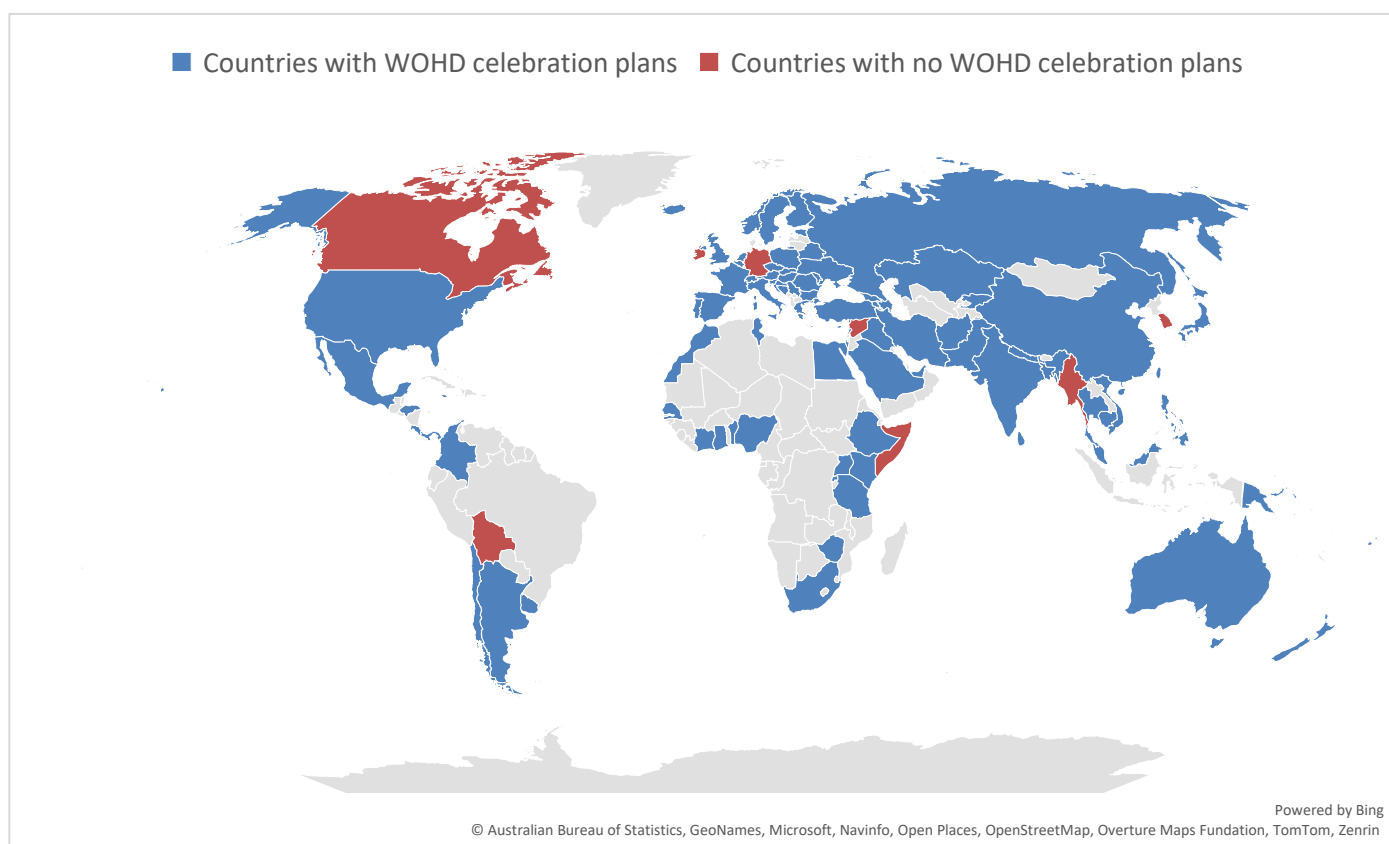 Countries with WOHD celebration plans Countries with no WOHD celebration plans
Powered by Bing
© Australian Bureau of Statistics, GeoNames, Microsoft, Navinfo, Open Places, OpenStreetMap, Overture Maps Fundation, TomTom, Zenrin